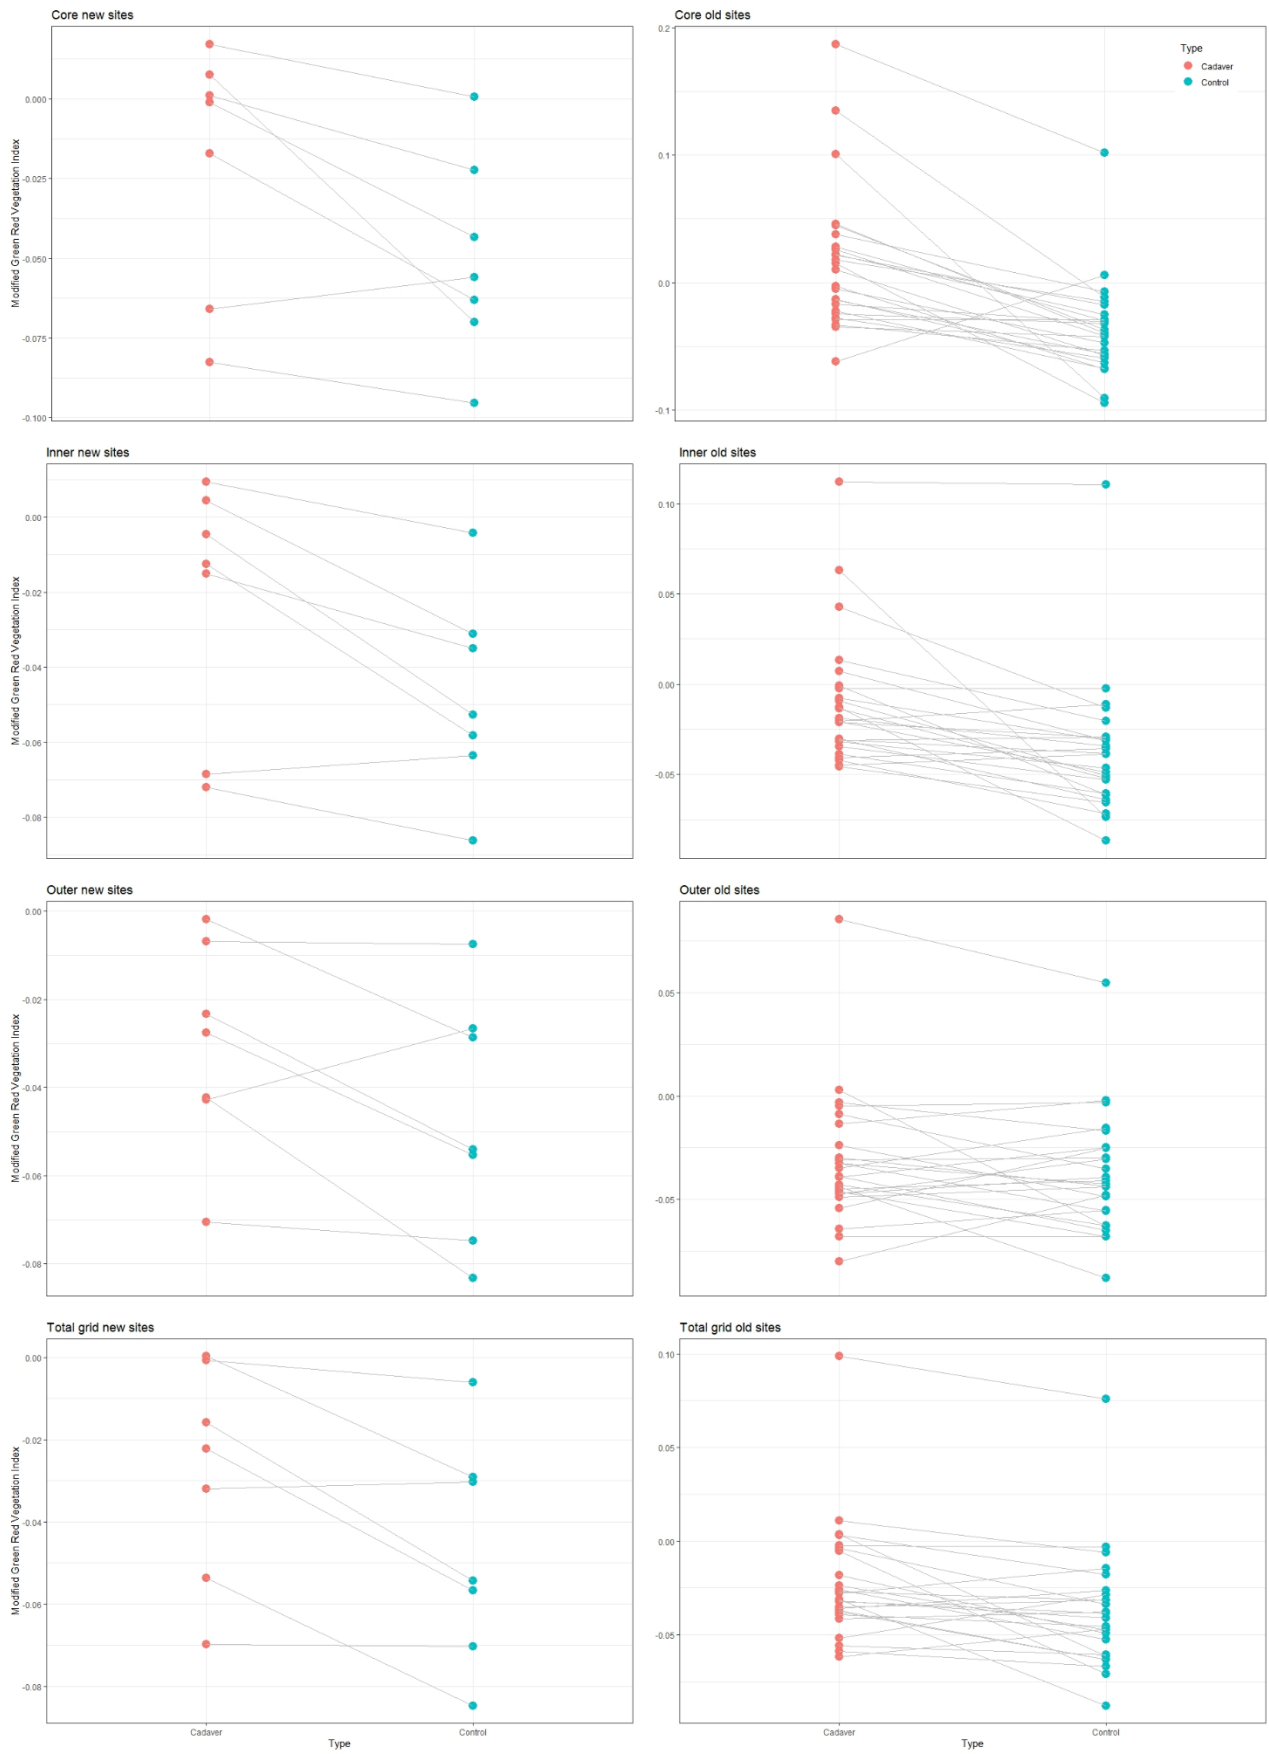 Core new sites
Core old sites
Modified Green Red Vegetation Index
0.000
-0.025
-0.050
-0.075
-0.100
0.2
0.1
0.0
-0.1
Type
Cadaver
Control
Inner new sites
Inner old sites
Modified Green Red Vegetation Index
0.00
-0.02
-0.04
-0.06
-0.08
0.10
0.05
0.00
-0.05
Outer new sites
Outer old sites
Modified Green Red Vegetation Index
0.00
-0.02
-0.04
-0.06
-0.08
0.05
0.00
-0.05
Total grid new sites
Total grid old sites
Modified Green Red Vegetation Index
0.00
-0.02
-0.04
-0.06
-0.08
0.10
0.05
0.00
-0.05
Cadaver
Control
Type
Cadaver
Control
Type